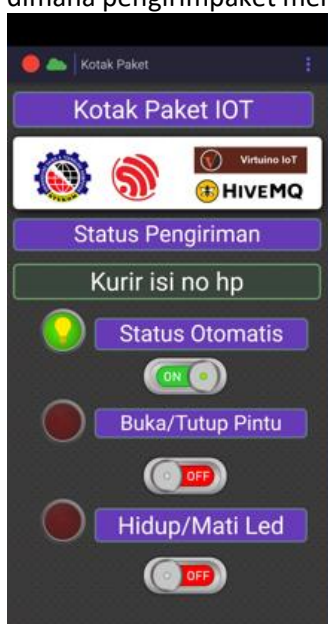 dimana pengirimpaket mer
Kotak Paket
Kotak Paket IOT
Virtuino IoT
HIVEMQ
Status Pengiriman
Kurir isi no hp
Status Otomatis
ON
Buka/Tutup Pintu
OFF
Hidup/Mati Led
OFF